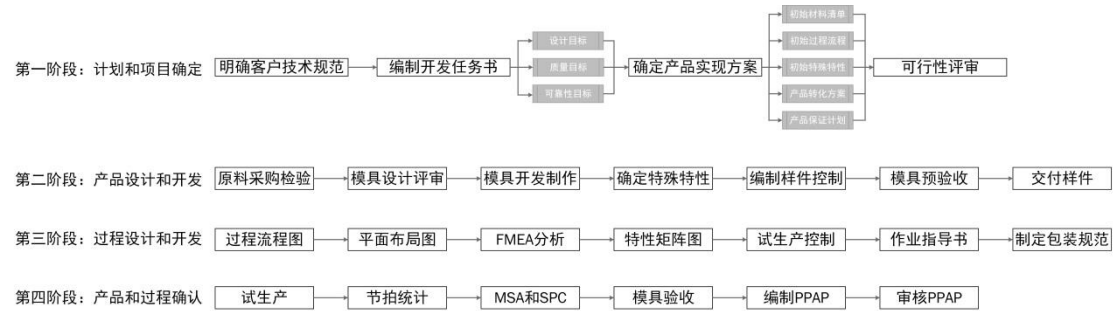 第一阶段：计划和项目确定
明确客户技术规范
编制开发任务书
设计目标
质量目标
可靠性目标
确定产品实现方案
初始材料清单
初始过程流程
初始特殊特性
产品转化方案
产品保证计划
可行性评审
第二阶段：产品设计和开发
原料采购检验
模具设计评审
模具开发制作
确定特殊特性
编制样件控制
模具预验收
交付样件
第三阶段：过程设计和开发
过程流程图
平面布局图
FMEA分析
特性矩阵图
试生产控制
作业指导书
制定包装规范
第四阶段：产品和过程确认
试生产
节拍统计
MSA和SPC
模具验收
编制PPAP
审核PPAP